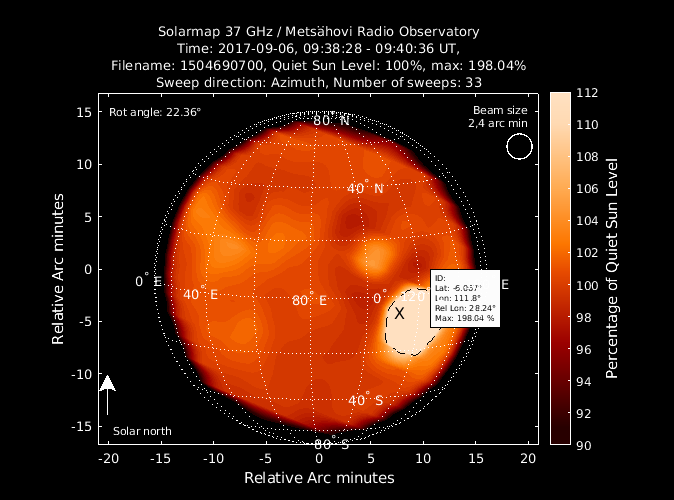 Solarmap 37 GHz / Metsähovi Radio Observatory
Time: 2017-09-06, 09:38:28 - 09:40:36 UT,
Filename: 1504690700, Quiet Sun Level: 100%, max: 198.04%
Sweep direction: Azimuth, Number of sweeps: 33
Rot angle: 22.36°
Beam size
2,4 arc min
80° N
40° N
0° E
40° E
80° E
0°
120
E
40° S
80° S
ID:
Lat: -6.057°
Lon: 111.8°
Rel Lon: 28.24°
Max: 198.04 %
X
Solar north
15
10
5
0
-5
-10
-15
Relative Arc minutes
-20
-15
-10
-5
0
5
10
15
20
Relative Arc minutes
112
110
108
106
104
102
100
98
96
94
92
90
Percentage of Quiet Sun Level